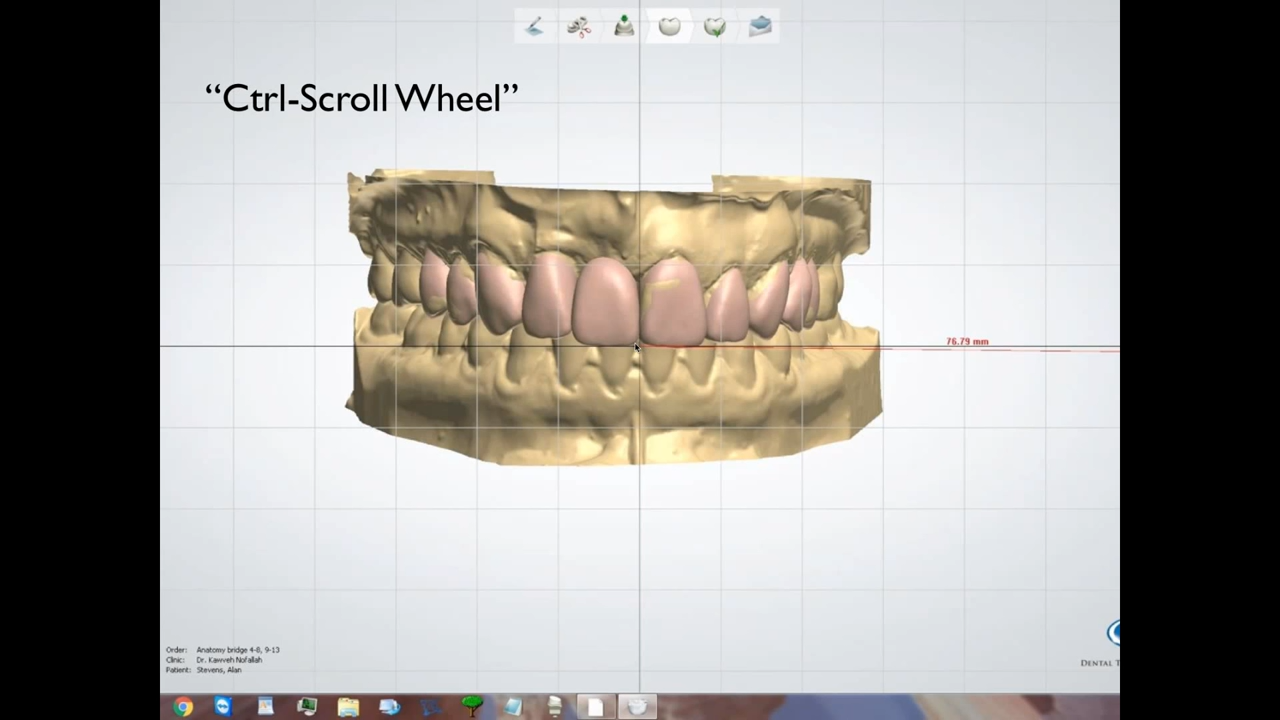 “Ctrl-Scroll Wheel”
76.79 mm
Order: Anatomy bridge 4-8, 9-13
Clinic: Dr. Kawveh Nofallah
Patient: Stevens, Alan
DENTAL T